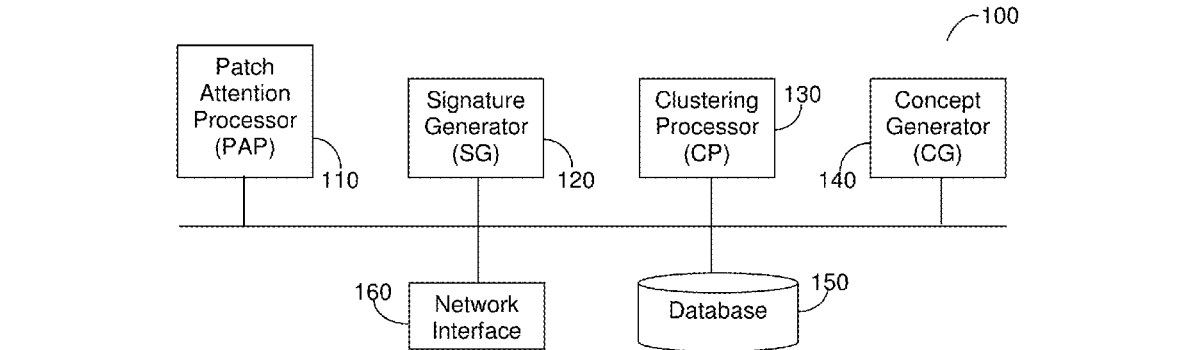 100
Patch
Attention
Processor
(PAP)
110
Signature
Generator
(SG)
120
Clustering
Processor
(CP)
130
Concept
Generator
(CG)
140
160
Network
Interface
Database
150